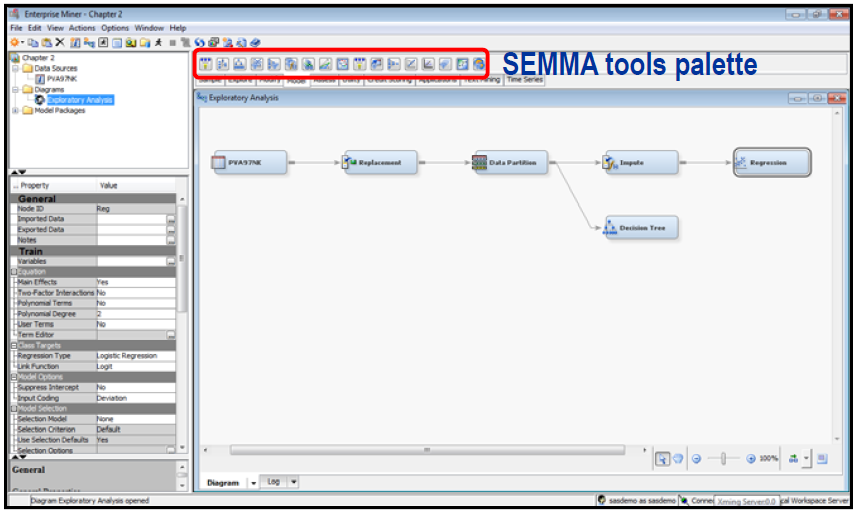 Enterprise Miner - Chapter 2
File Edit View Actions Options Window Help
SEMMA tools palette
Chapter 2
Data Sources
PVA97NK
Diagrams
Exploratory Analysis
Model Packages
Sample Explore Modify Model Assess Utility Credit Scoring Applications Text Mining Time Series
Exploratory Analysis
PVA97NK
Replacement
Data Partition
Impute
Regression
Decision Tree
... Property Value
General
Node ID Reg
Imported Data ...
Exported Data ...
Notes ...
Train
Variables ...
Equation
Main Effects Yes
Two-Factor Interactions No
Polynomial Terms No
Polynomial Degree 2
User Terms No
Term Editor ...
Class Targets
Regression Type Logistic Regression
Link Function Logit
Model Options
Suppress Intercept No
Input Coding Deviation
Model Selection
Selection Model None
Selection Criterion Default
Use Selection Defaults Yes
Selection Options ...
General
General Properties
100%
Diagram Log
Diagram Exploratory Analysis opened
sasdemo as sasdemo Connec Xming Server:0.0 cal Workspace Server